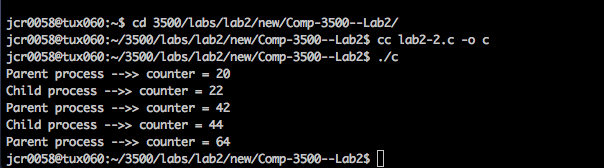 jcr0058@tux060:~$ cd 3500/labs/lab2/new/Comp-3500--Lab2/
jcr0058@tux060:~/3500/labs/lab2/new/Comp-3500--Lab2$ cc lab2-2.c -o c
jcr0058@tux060:~/3500/labs/lab2/new/Comp-3500--Lab2$ ./c
Parent process -->> counter = 20
Child process -->> counter = 22
Parent process -->> counter = 42
Child process -->> counter = 44
Parent process -->> counter = 64
jcr0058@tux060:~/3500/labs/lab2/new/Comp-3500--Lab2$